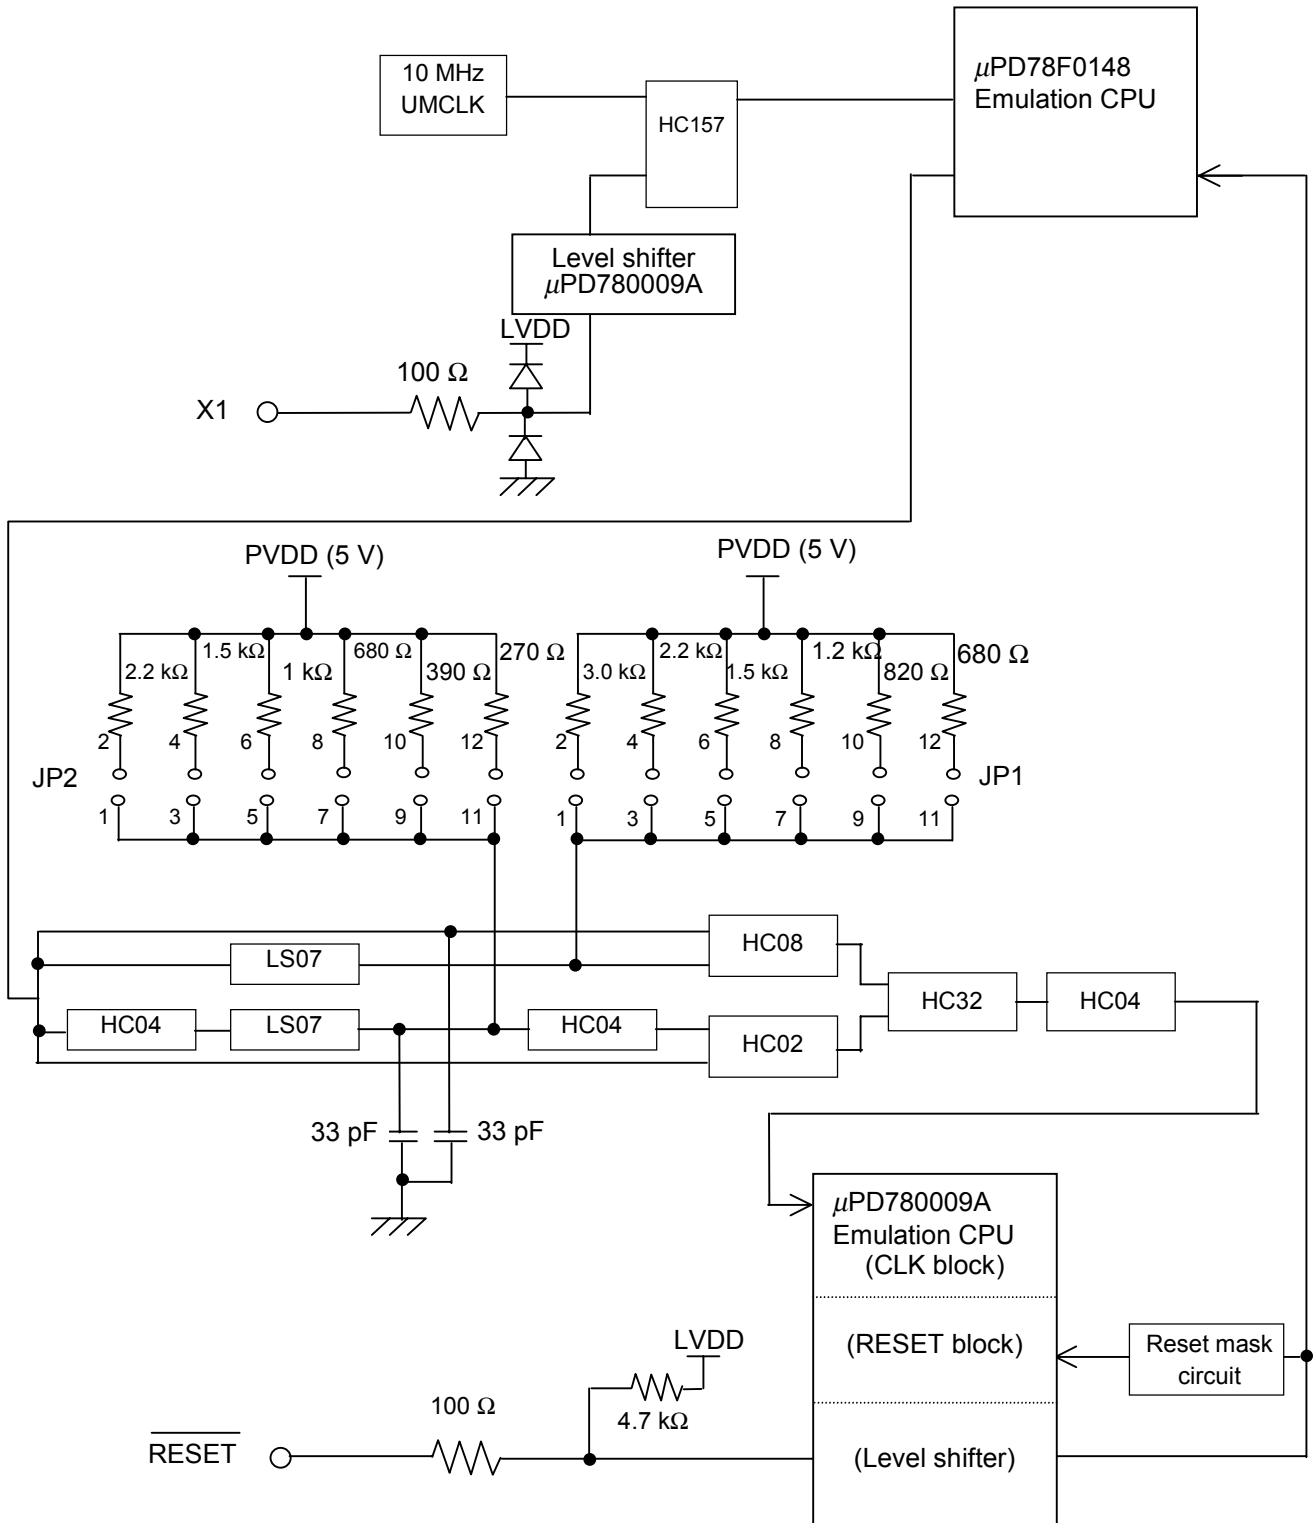 10 MHz
UMCLK
HC157
μPD78F0148
Emulation CPU
Level shifter
μPD780009A
LVDD
100 Ω
X1
PVDD (5 V)
PVDD (5 V)
2.2 kΩ
1.5 kΩ
1 kΩ
680 Ω
390 Ω
270 Ω
3.0 kΩ
2.2 kΩ
1.5 kΩ
1.2 kΩ
820 Ω
680 Ω
2
4
6
8
10
12
2
4
6
8
10
12
JP2
JP1
1
3
5
7
9
11
1
3
5
7
9
11
LS07
HC08
HC04
LS07
HC04
HC02
HC32
HC04
33 pF
33 pF
μPD780009A
Emulation CPU
(CLK block)
(RESET block)
(Level shifter)
Reset mask
circuit
LVDD
4.7 kΩ
100 Ω
RESET